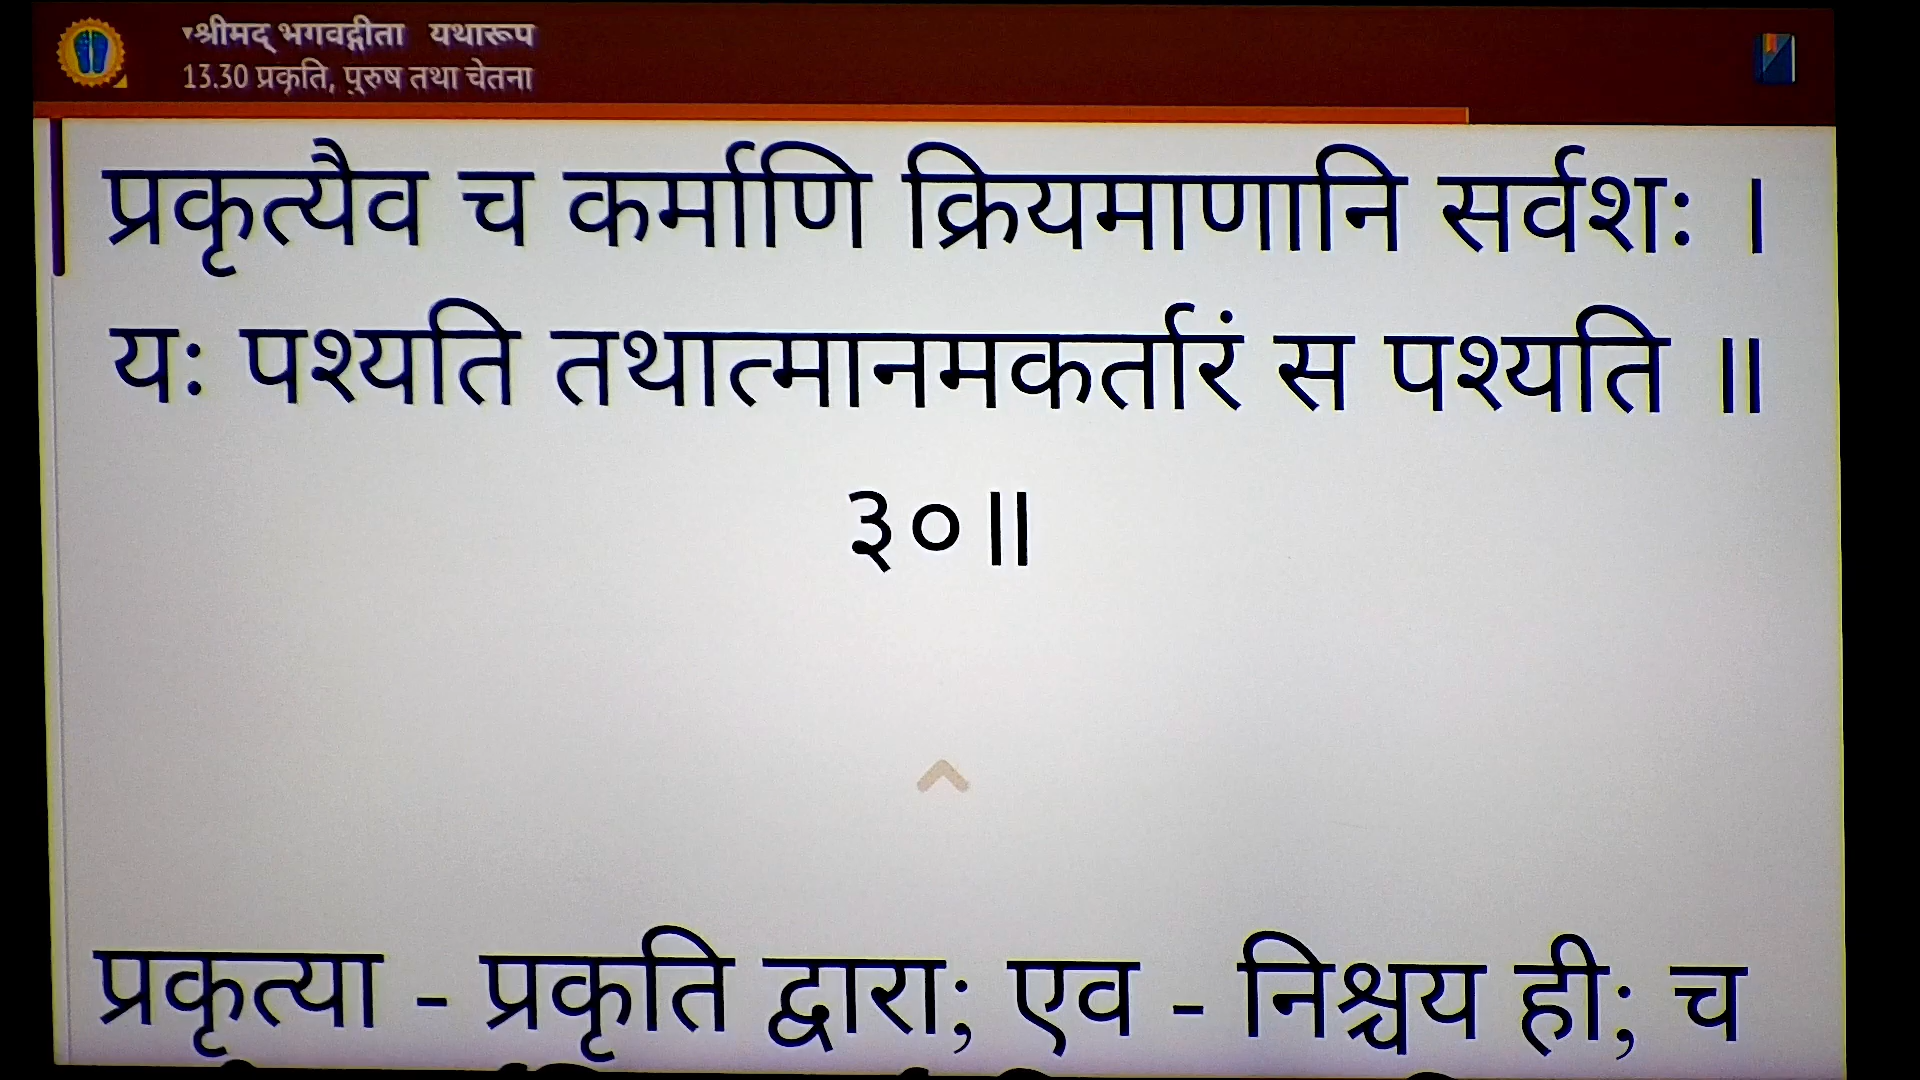 श्रीमद् भगवद्गीता यथारूप
13.30 प्रकृति, पुरुष तथा चेतना
प्रकृत्यैव च कर्माणि क्रियमाणानि सर्वशः ।
यः पश्यति तथात्मानमकर्तारं स पश्यति ॥
३०॥
प्रकृत्या - प्रकृति द्वारा; एव - निश्चय ही; च